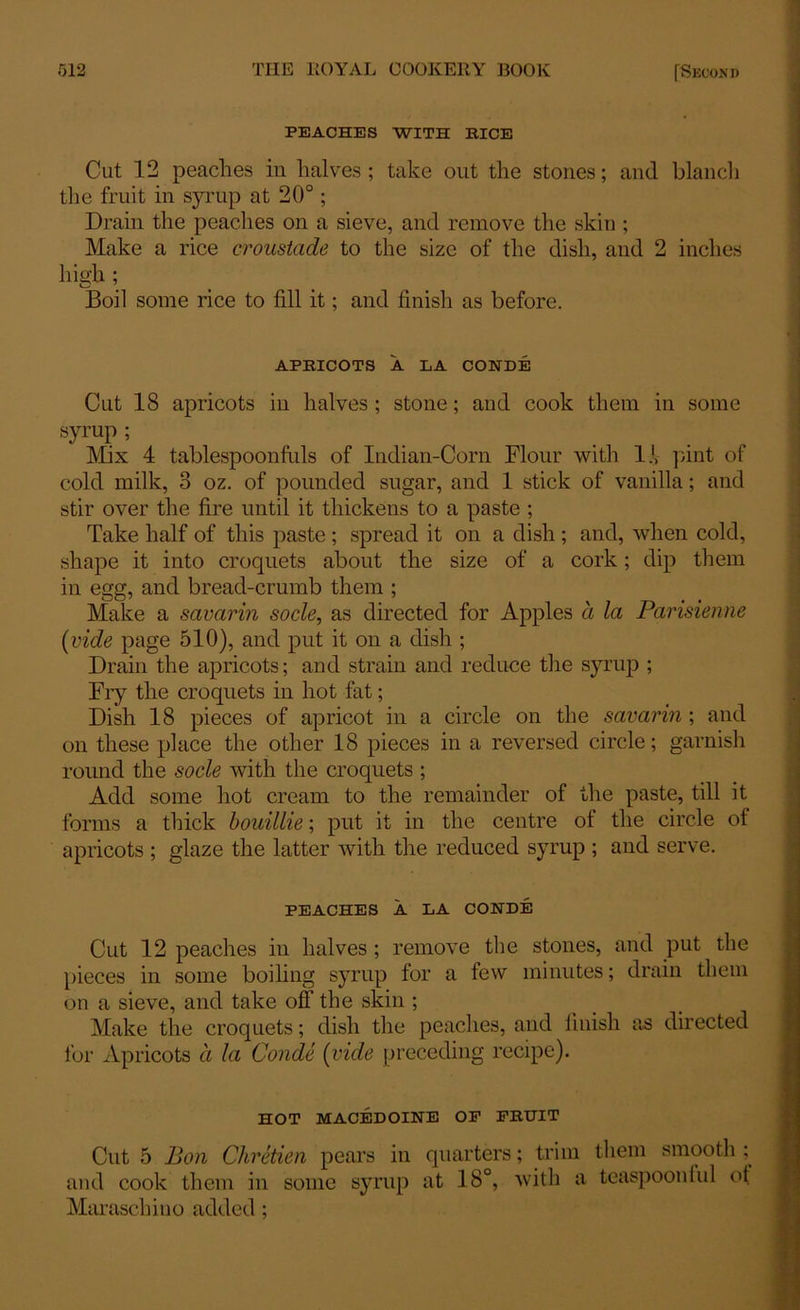 512 THE ROYAL COOKERY BOOK [Second
PEACHES WITH RICE
Cut 12 peaches in halves ; take out the stones; and blanch
the fruit in syrup at 20° ;
Drain the peaches on a sieve, and remove the skin ;
Make a rice croustade to the size of the dish, and 2 inches
high ;
Boil some rice to fill it ; and finish as before.
APRICOTS À LA CONDÉ
Cut 18 apricots in halves ; stone ; and cook them in some
syrup ;
Mix 4 tablespoonfuls of Indian-Corn Flour with 1½ pint of
cold milk, 3 oz. of pounded sugar, and 1 stick of vanilla ; and
stir over the fire until it thickens to a paste ;
Take half of this paste ; spread it on a dish ; and, when cold,
shape it into croquets about the size of a cork ; dip them
in egg, and bread-crumb them ;
Make a savarin socle, as directed for Apples à la Parisienne
(vide page 510), and put it on a dish ;
Drain the apricots; and strain and reduce the syrup ;
Fry the croquets in hot fat ;
Dish 18 pieces of apricot in a circle on the savarin ; and
on these place the other 18 pieces in a reversed circle ; garnish
round the socle with the croquets ;
Add some hot cream to the remainder of the paste, till it
forms a thick bouillie ; put it in the centre of the circle of
apricots ; glaze the latter with the reduced syrup ; and serve.
PEACHES À LA CONDÉ
Cut 12 peaches in halves ; remove the stones, and put the
pieces in some boiling syrup for a few minutes ; drain them
on a sieve, and take off the skin ;
Make the croquets ; dish the peaches, and finish as directed
for Apricots à la Condé (vide preceding recipe).
HOT MACÉDOINE OF FRUIT
Cut 5 Bon Chrétien pears in quarters ; trim them smooth ;
and cook them in some syrup at 18°, with a teaspoonful of
Maraschino added ;